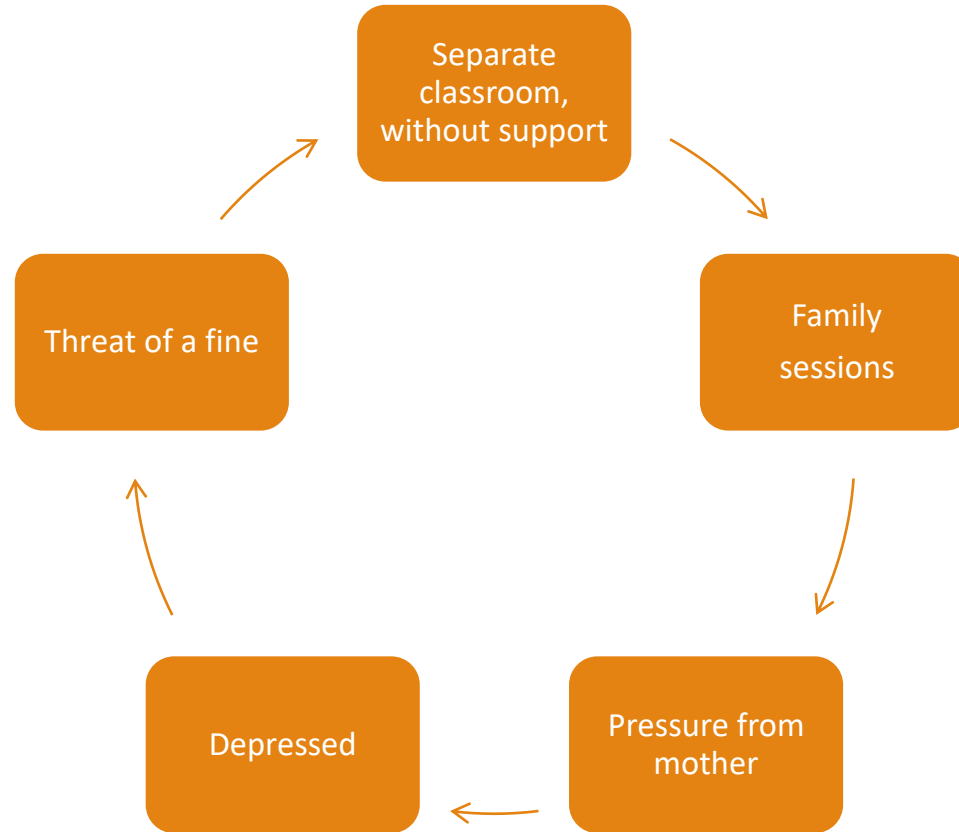 Separate
classroom,
without support
Family
sessions
Pressure from
mother
Depressed
Threat of a fine